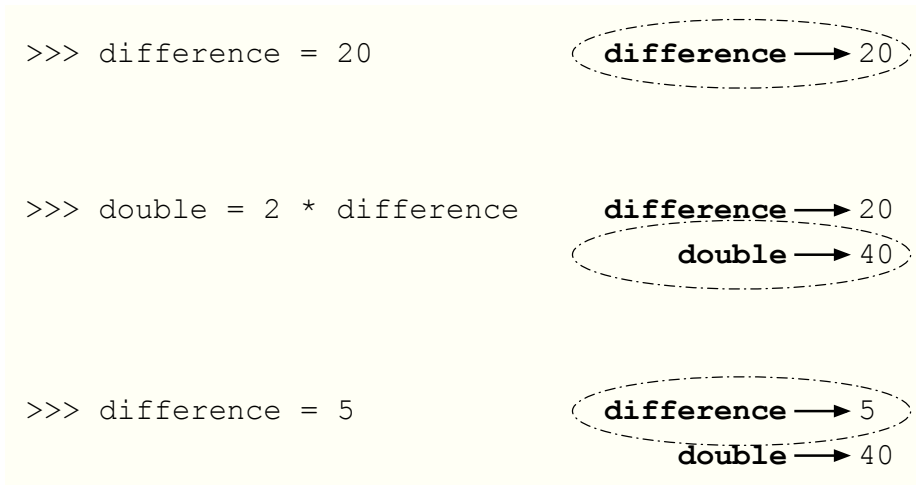 >>> difference = 20 difference → 20
>>> double = 2 * difference difference → 20
double → 40
>>> difference = 5 difference → 5
double → 40